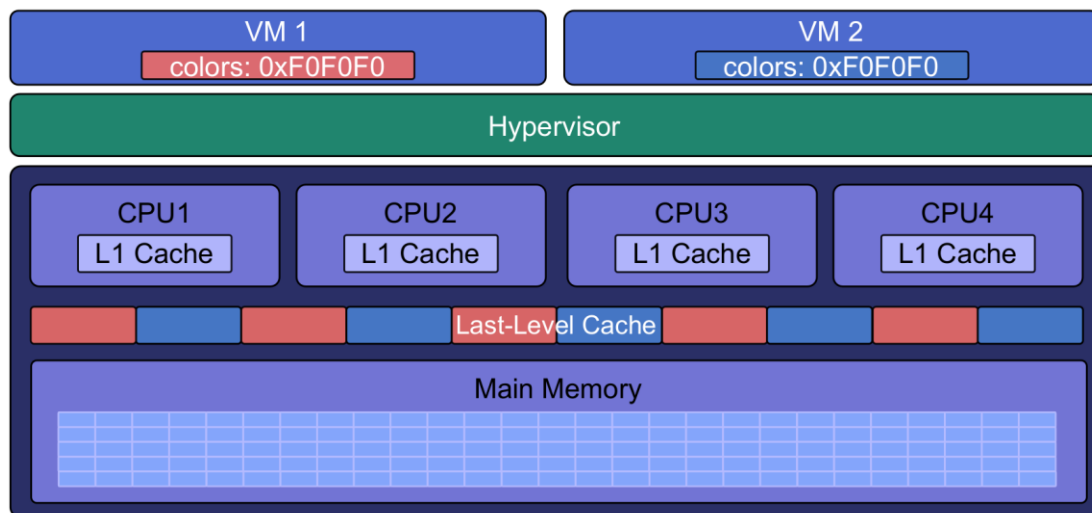 VM 1
colors: 0xF0F0F0
VM 2
colors: 0xF0F0F0
Hypervisor
CPU1
L1 Cache
CPU2
L1 Cache
CPU3
L1 Cache
CPU4
L1 Cache
Last-Level Cache
Main Memory